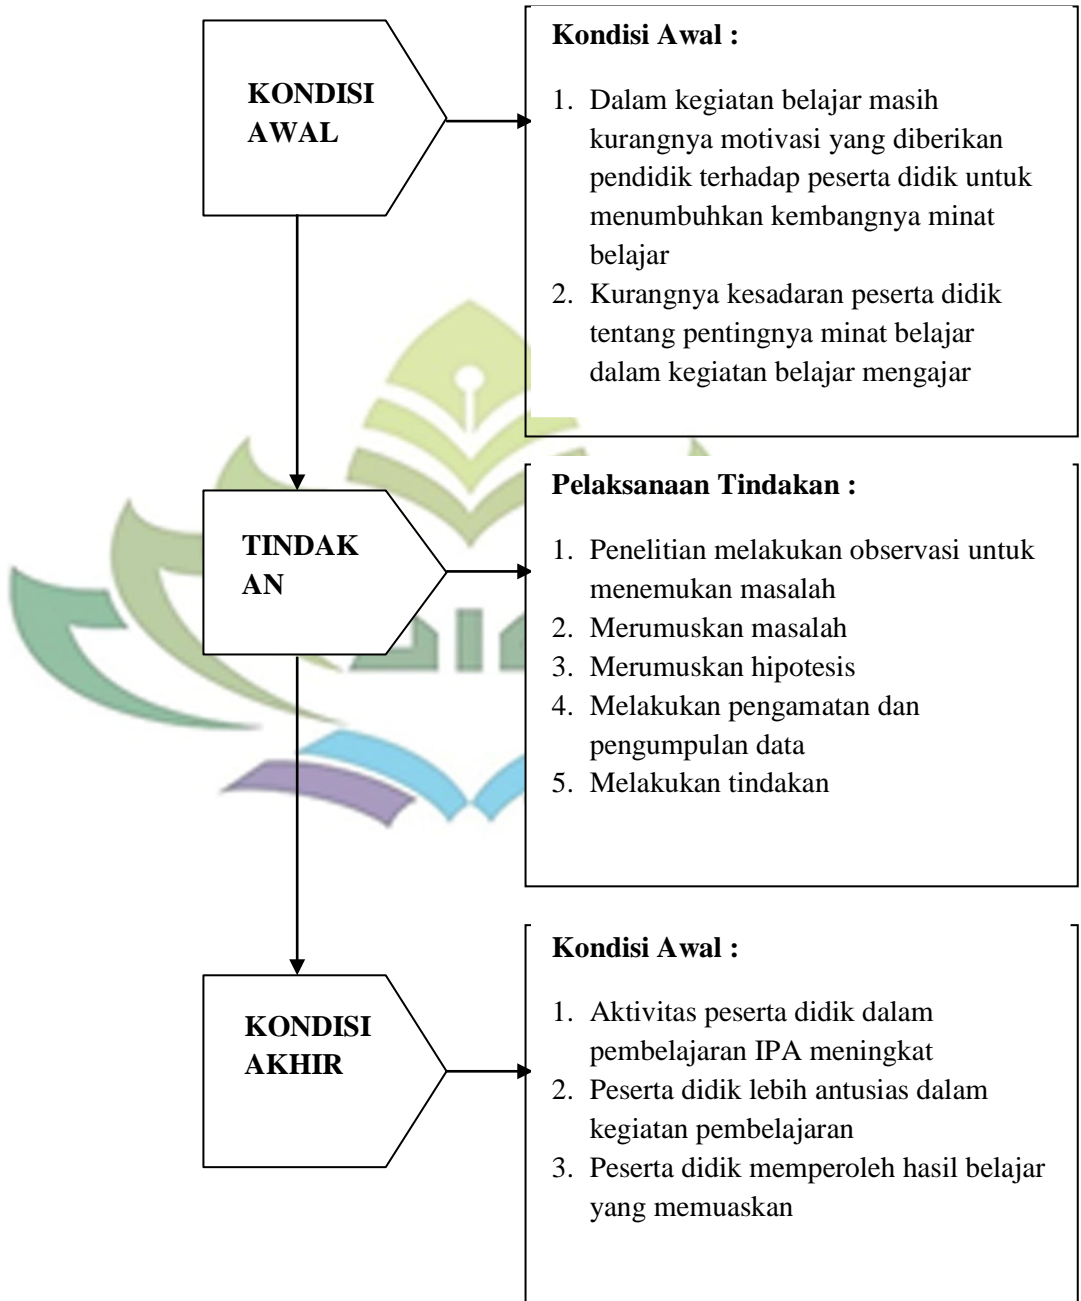 KONDISI
AWAL
Kondisi Awal :
1. Dalam kegiatan belajar masih
kurangnya motivasi yang diberikan
pendidik terhadap peserta didik untuk
menumbuhkan kembangnya minat
belajar
2. Kurangnya kesadaran peserta didik
tentang pentingnya minat belajar
dalam kegiatan belajar mengajar
TINDAK
AN
Pelaksanaan Tindakan :
1. Penelitian melakukan observasi untuk
menemukan masalah
2. Merumuskan masalah
3. Merumuskan hipotesis
4. Melakukan pengamatan dan
pengumpulan data
5. Melakukan tindakan
KONDISI
AKHIR
Kondisi Awal :
1. Aktivitas peserta didik dalam
pembelajaran IPA meningkat
2. Peserta didik lebih antusias dalam
kegiatan pembelajaran
3. Peserta didik memperoleh hasil belajar
yang memuaskan